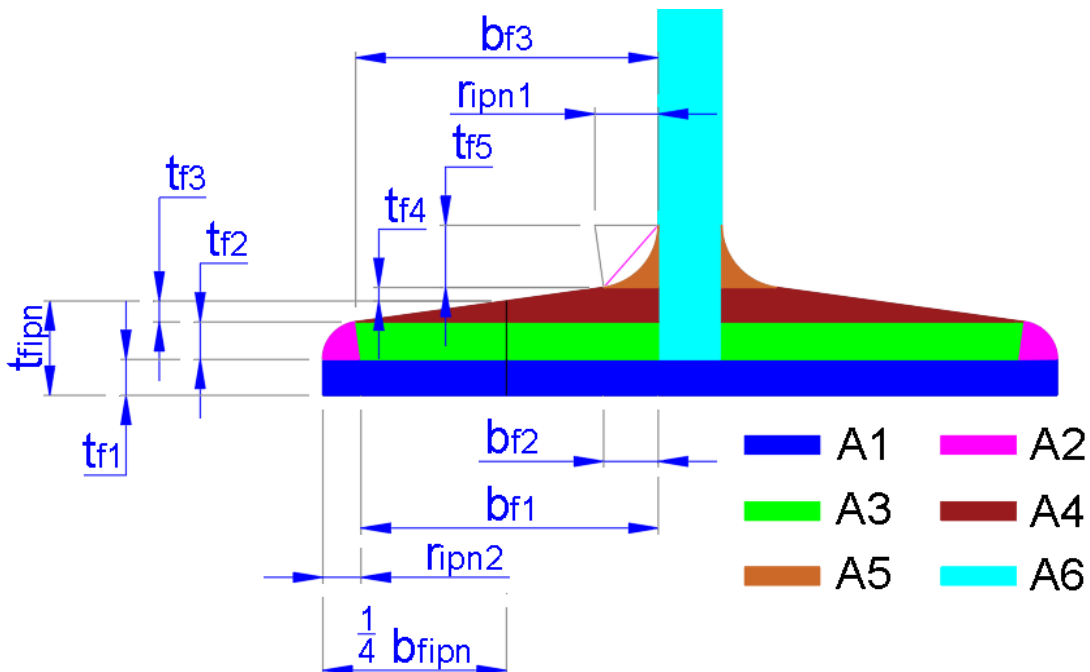 bf3
ripn1
tf5
tf3
tf4
tf2
tfipn
tf1
bf2
bf1
ripn2
1/4 bfipn
A1 A2
A3 A4
A5 A6